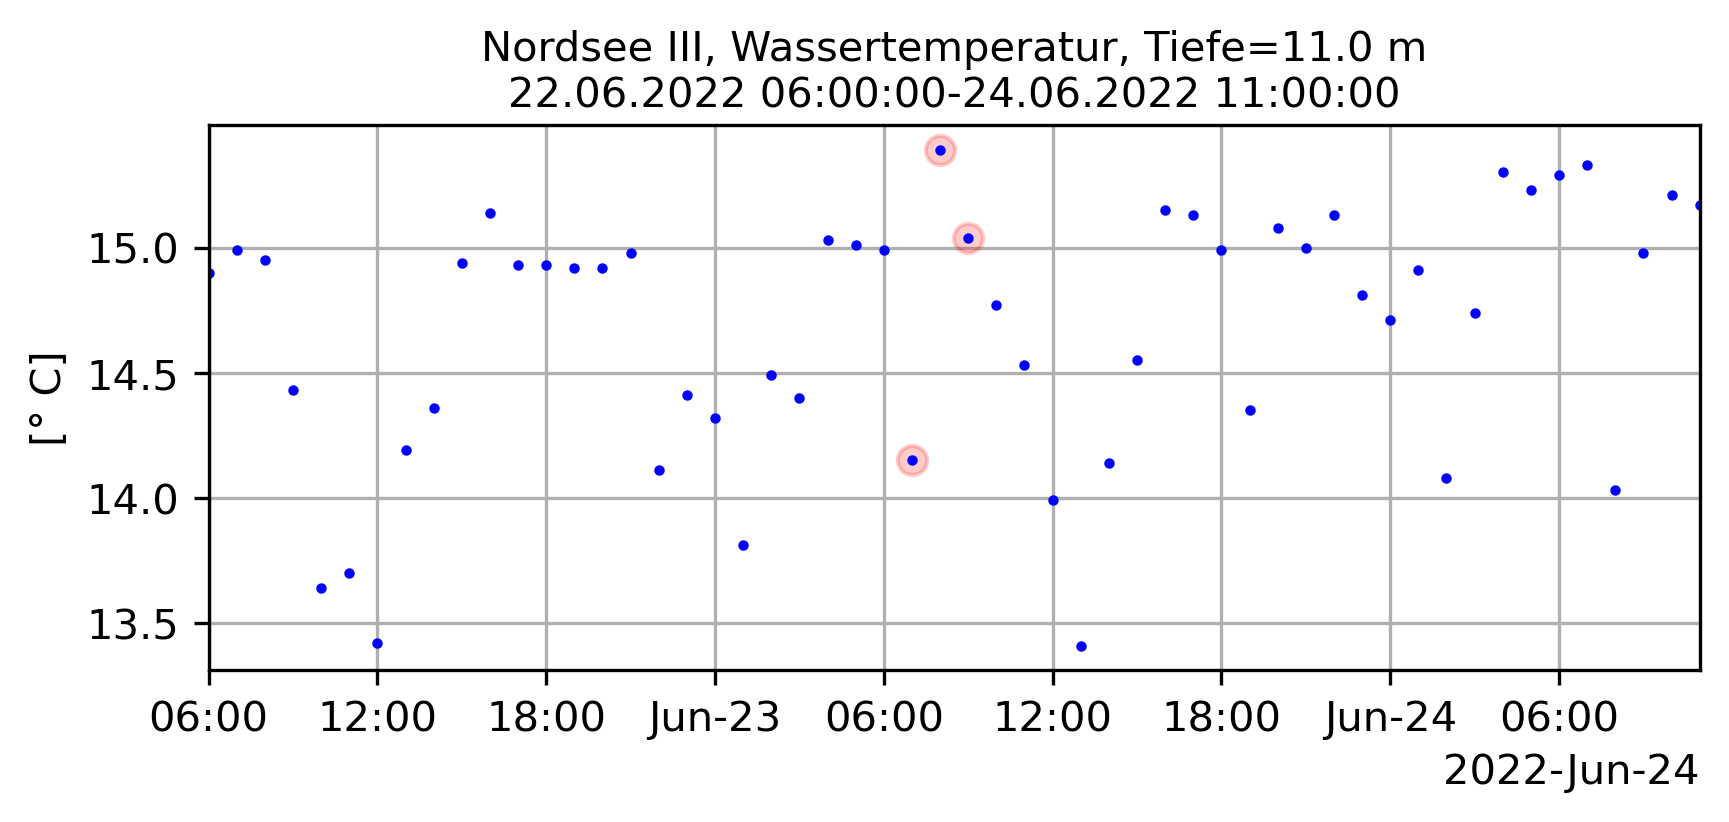 Nordsee III, Wassertemperatur, Tiefe=11.0 m
22.06.2022 06:00:00-24.06.2022 11:00:00
[° C]
15.0
14.5
14.0
13.5
06:00 12:00 18:00 Jun-23 06:00 12:00 18:00 Jun-24 06:00
2022-Jun-24